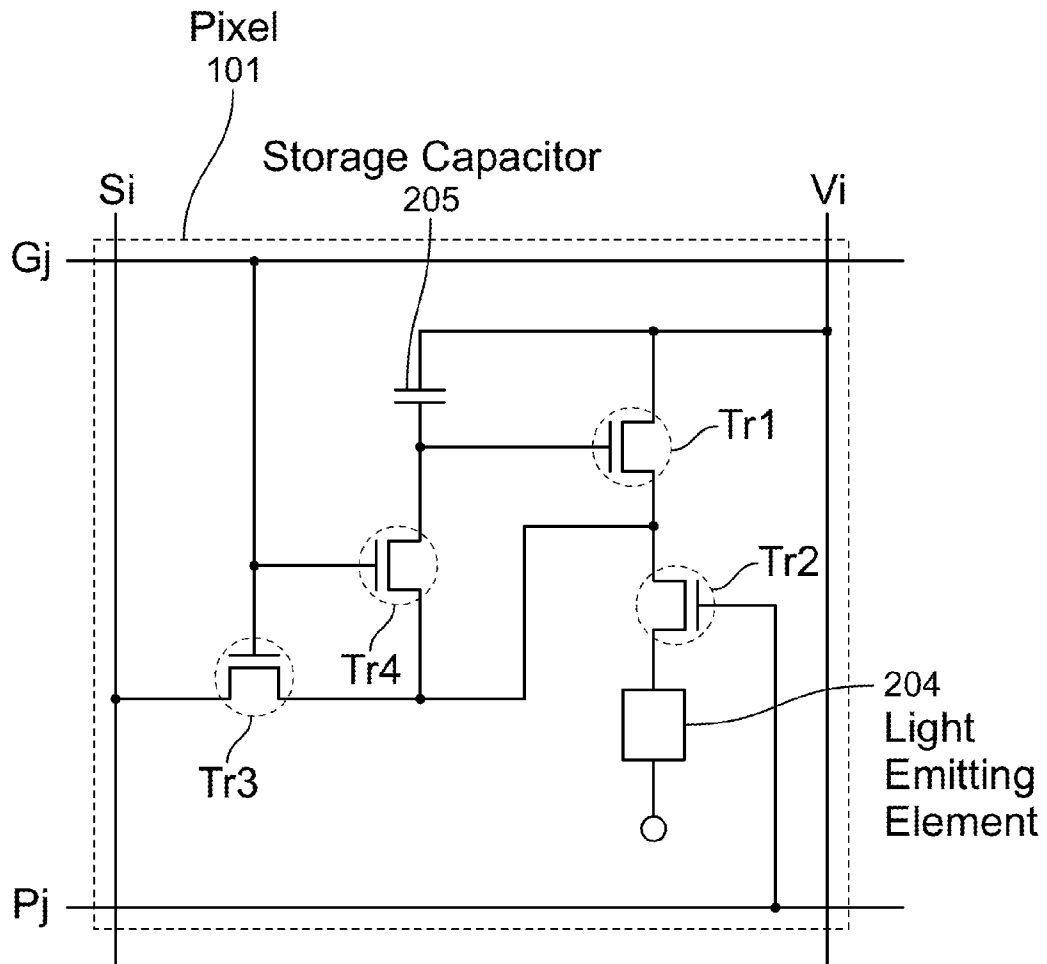 Pixel
101
Storage Capacitor
205
Si
Vi
Gj
Tr1
Tr2
Tr4
Tr3
204
Light
Emitting
Element
Pj